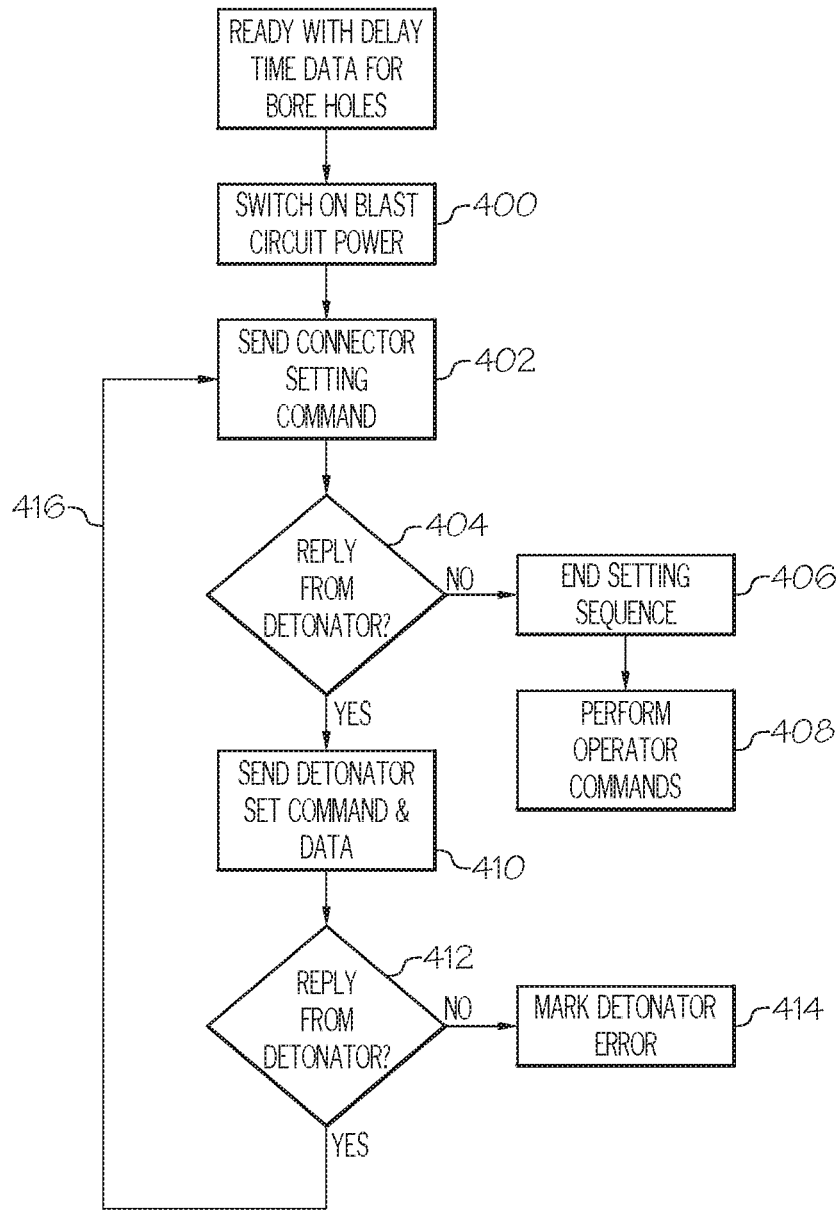 READY WITH DELAY
TIME DATA FOR
BORE HOLES
SWITCH ON BLAST
CIRCUIT POWER
400
SEND CONNECTOR
SETTING
COMMAND
402
416
REPLY
FROM
DETONATOR?
404
NO
END SETTING
SEQUENCE
406
PERFORM
OPERATOR
COMMANDS
408
YES
SEND DETONATOR
SET COMMAND &
DATA
410
REPLY
FROM
DETONATOR?
412
NO
MARK DETONATOR
ERROR
414
YES